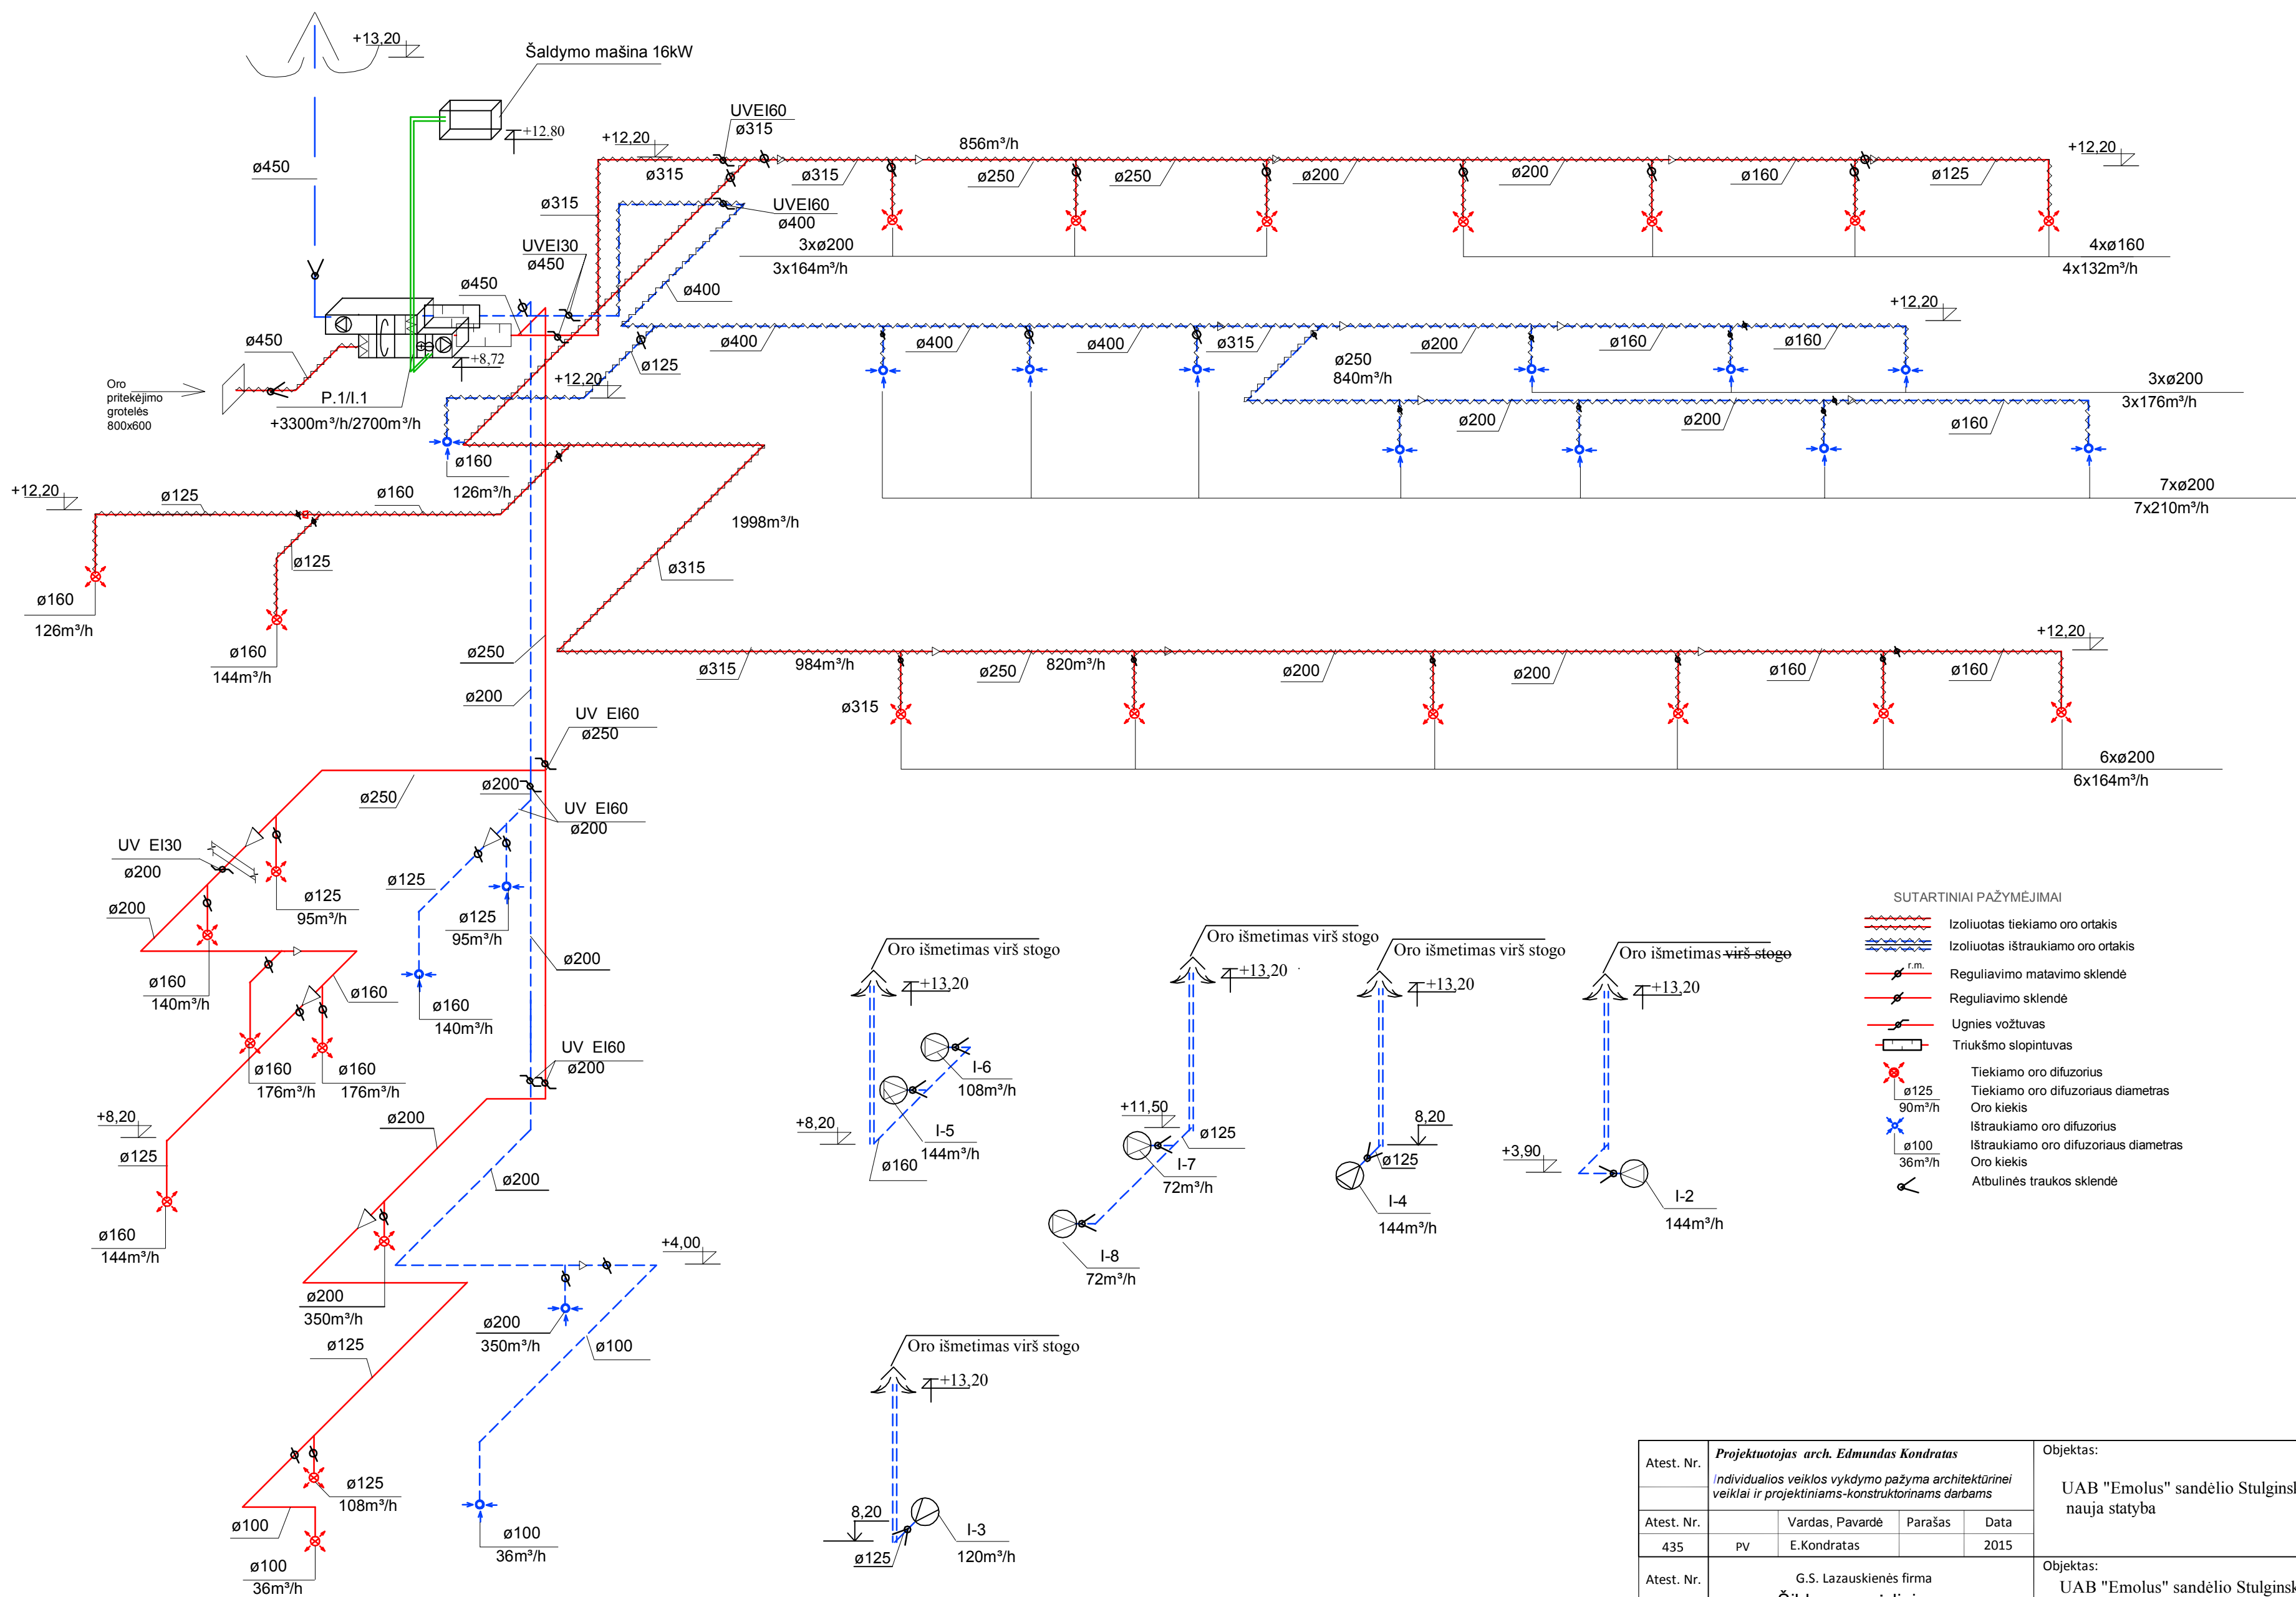 +13,20
Šaldymo mašina 16kW
+12.80
ø450
UVEI60
ø315
+12,20
ø315
856m³/h
ø315
ø250
ø250
ø200
ø200
ø160
ø125
+12,20
ø315
UVEI60
ø400
3xø200
3x164m³/h
4xø160
4x132m³/h
UVEI30
ø450
ø450
ø400
+12,20
ø450
+8,72
ø125
ø400
ø400
ø400
ø315
ø250
840m³/h
ø200
ø160
ø160
Oro
pritekėjimo
grotelės
800x600
P.1/I.1
+3300m³/h/2700m³/h
+12,20
3xø200
3x176m³/h
ø200
ø200
ø160
ø160
126m³/h
7xø200
7x210m³/h
+12,20
ø125
ø160
1998m³/h
ø125
ø315
ø160
126m³/h
ø160
144m³/h
ø250
ø200
+12,20
ø315
984m³/h
ø250
820m³/h
ø200
ø200
ø160
ø160
ø315
UV EI60
ø250
6xø200
6x164m³/h
ø250
ø200
UV EI60
ø200
UV EI30
ø200
ø125
95m³/h
ø125
ø125
95m³/h
ø200
ø160
140m³/h
ø160
ø160
140m³/h
ø200
ø160
176m³/h
ø160
176m³/h
UV EI60
ø200
+8,20
ø125
ø200
ø160
144m³/h
ø200
+4,00
ø200
350m³/h
ø200
350m³/h
ø125
ø100
ø125
108m³/h
ø100
ø100
36m³/h
ø100
36m³/h
Oro išmetimas virš stogo
+13,20
I-6
108m³/h
+8,20
I-5
144m³/h
ø160
Oro išmetimas virš stogo
+13,20
+11,50
ø125
I-7
72m³/h
I-8
72m³/h
Oro išmetimas virš stogo
+13,20
8,20
ø125
I-4
144m³/h
Oro išmetimas virš stogo
+13,20
+3,90
I-2
144m³/h
Oro išmetimas virš stogo
+13,20
8,20
ø125
I-3
120m³/h
SUTARTINIAI PAŽYMĖJIMAI
Izoliuotas tiekiamo oro ortakis
Izoliuotas ištraukiamo oro ortakis
r.m.
Reguliavimo matavimo sklendė
Reguliavimo sklendė
Ugnies vožtuvas
Triukšmo slopintuvas
Tiekiamo oro difuzorius
ø125 Tiekiamo oro difuzoriaus diametras
90m³/h Oro kiekis
Ištraukiamo oro difuzorius
ø100 Ištraukiamo oro difuzoriaus diametras
36m³/h Oro kiekis
Atbulinės traukos sklendė
Atest. Nr.
Projektuotojas arch. Edmundas Kondratas
Individualios veiklos vykdymo pažyma architektūrinei
veiklai ir projektiniams-konstruktorinams darbams
Objektas:
UAB "Emolus" sandėlio Stulginsk
nauja statyba
Atest. Nr. Vardas, Pavardė Parašas Data
435 PV E.Kondratas 2015
Atest. Nr.
G.S. Lazauskienės firma
Objektas:
UAB "Emolus" sandėlio Stulginsk